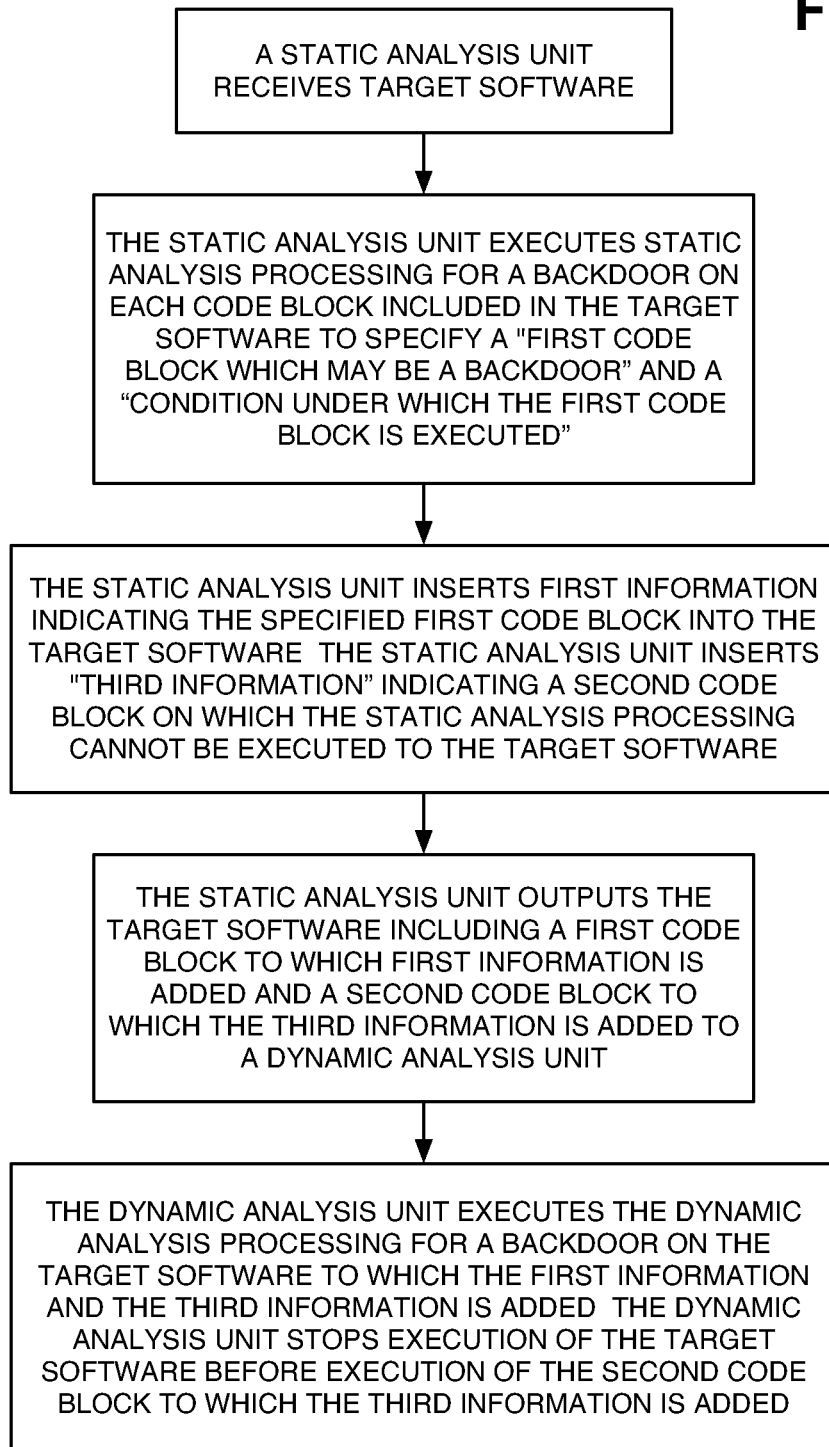 F
A STATIC ANALYSIS UNIT
RECEIVES TARGET SOFTWARE
THE STATIC ANALYSIS UNIT EXECUTES STATIC
ANALYSIS PROCESSING FOR A BACKDOOR ON
EACH CODE BLOCK INCLUDED IN THE TARGET
SOFTWARE TO SPECIFY A "FIRST CODE
BLOCK WHICH MAY BE A BACKDOOR” AND A
“CONDITION UNDER WHICH THE FIRST CODE
BLOCK IS EXECUTED”
THE STATIC ANALYSIS UNIT INSERTS FIRST INFORMATION
INDICATING THE SPECIFIED FIRST CODE BLOCK INTO THE
TARGET SOFTWARE  THE STATIC ANALYSIS UNIT INSERTS
"THIRD INFORMATION” INDICATING A SECOND CODE
BLOCK ON WHICH THE STATIC ANALYSIS PROCESSING
CANNOT BE EXECUTED TO THE TARGET SOFTWARE
THE STATIC ANALYSIS UNIT OUTPUTS THE
TARGET SOFTWARE INCLUDING A FIRST CODE
BLOCK TO WHICH FIRST INFORMATION IS
ADDED AND A SECOND CODE BLOCK TO
WHICH THE THIRD INFORMATION IS ADDED TO
A DYNAMIC ANALYSIS UNIT
THE DYNAMIC ANALYSIS UNIT EXECUTES THE DYNAMIC
ANALYSIS PROCESSING FOR A BACKDOOR ON THE
TARGET SOFTWARE TO WHICH THE FIRST INFORMATION
AND THE THIRD INFORMATION IS ADDED  THE DYNAMIC
ANALYSIS UNIT STOPS EXECUTION OF THE TARGET
SOFTWARE BEFORE EXECUTION OF THE SECOND CODE
BLOCK TO WHICH THE THIRD INFORMATION IS ADDED